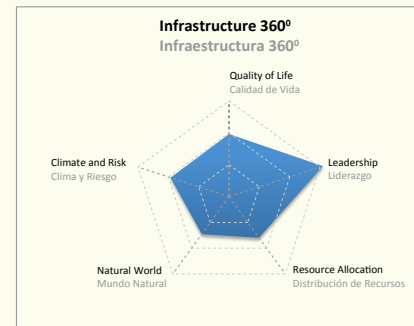 Infrastructure 360⁰
Infraestructura 360⁰
Quality of Life
Calidad de Vida
Climate and Risk
Clima y Riesgo
Leadership
Liderazgo
Natural World
Mundo Natural
Resource Allocation
Distribución de Recursos